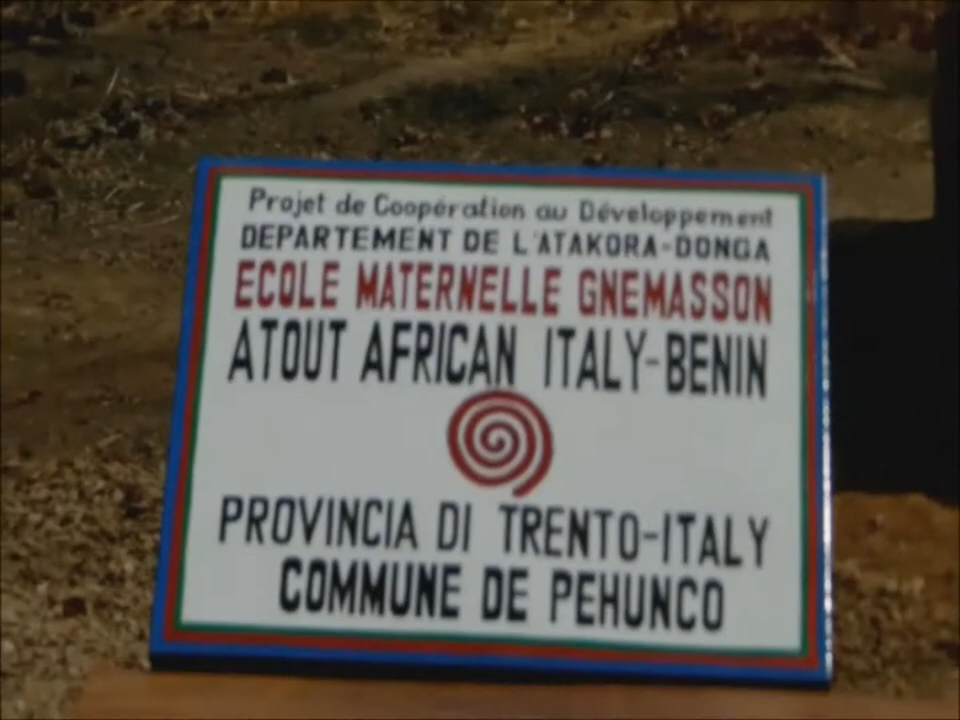 Projet de Coopération au Développement
DEPARTEMENT DE L'ATAKORA-DONGA
ECOLE MATERNELLE GNEMASSON
ATOUT AFRICAN ITALY-BENIN
PROVINCIA DI TRENTO-ITALY
COMMUNE DE PEHUNCO